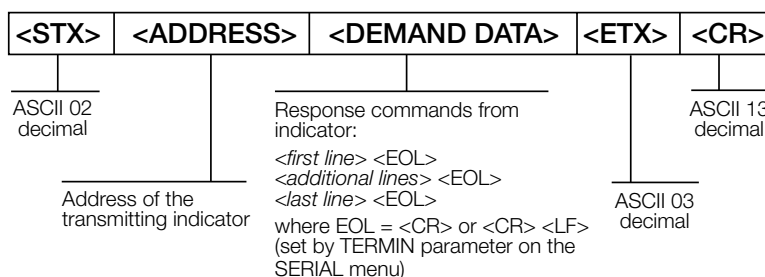 <STX> <ADDRESS> <DEMAND DATA> <ETX> <CR>
ASCII 02
decimal
Address of the
transmitting indicator
Response commands from
indicator:
<first line> <EOL>
<additional lines> <EOL>
<last line> <EOL>
where EOL = <CR> or <CR> <LF>
(set by TERMIN parameter on the
SERIAL menu)
ASCII 03
decimal
ASCII 13
decimal